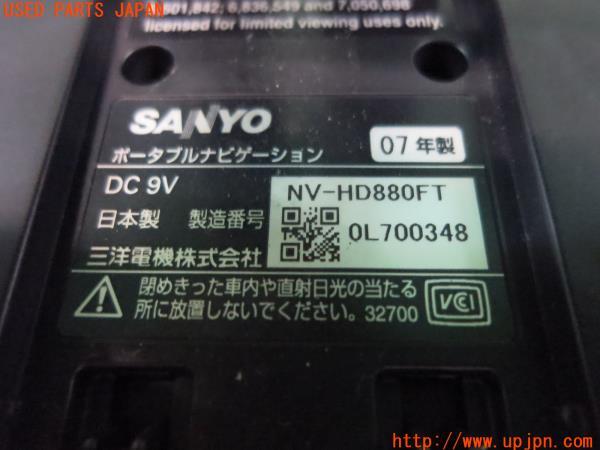 USED PARTS JAPAN
801,842; 6,836,549 and 7,050,698
licensed for limited viewing uses only.
SANYO
07年製
ポータブルナビゲーション
DC 9V
NV-HD880FT
日本製 製造番号
0L700348
三洋電機株式会社
閉めきった車内や直射日光の当たる
所に放置しないでください。32700
VCI
http://www.upjpn.com/